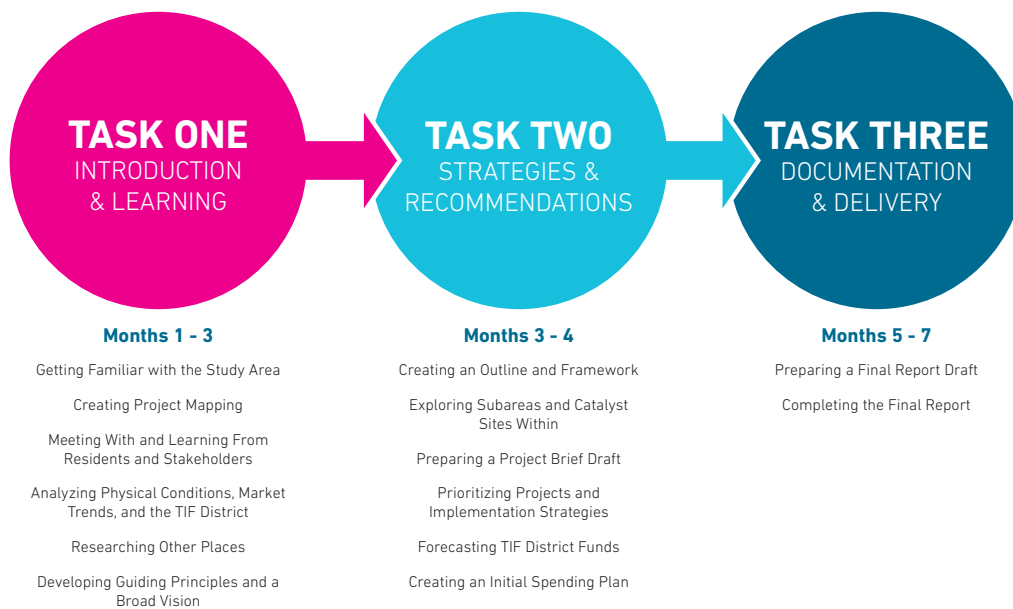 TASK ONE
INTRODUCTION
& LEARNING
Months 1 - 3
Getting Familiar with the Study Area
Creating Project Mapping
Meeting With and Learning From
Residents and Stakeholders
Analyzing Physical Conditions, Market
Trends, and the TIF District
Researching Other Places
Developing Guiding Principles and a
Broad Vision
TASK TWO
STRATEGIES &
RECOMMENDATIONS
Months 3 - 4
Creating an Outline and Framework
Exploring Subareas and Catalyst
Sites Within
Preparing a Project Brief Draft
Prioritizing Projects and
Implementation Strategies
Forecasting TIF District Funds
Creating an Initial Spending Plan
TASK THREE
DOCUMENTATION
& DELIVERY
Months 5 - 7
Preparing a Final Report Draft
Completing the Final Report